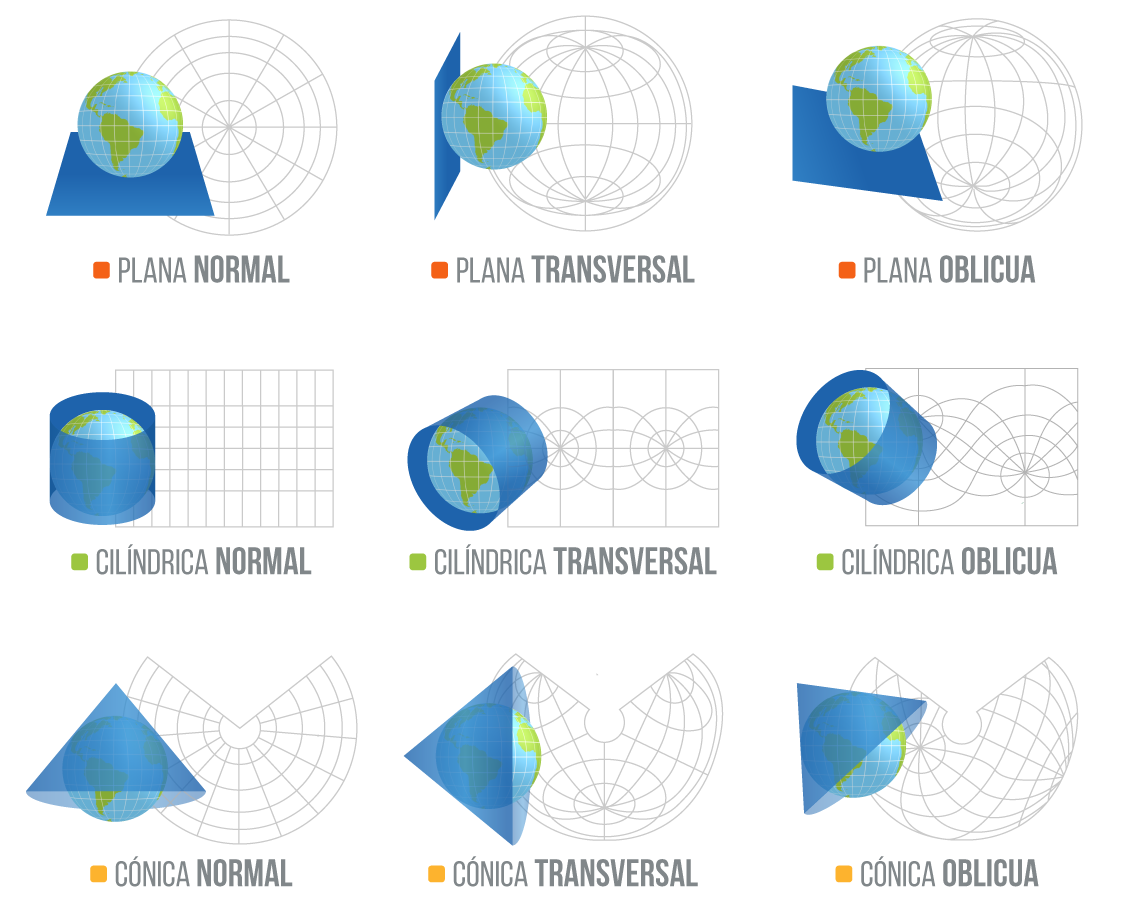 PLANA NORMAL
PLANA TRANSVERSAL
PLANA OBLICUA
CILÍNDRICA NORMAL
CILÍNDRICA TRANSVERSAL
CILÍNDRICA OBLICUA
CÓNICA NORMAL
CÓNICA TRANSVERSAL
CÓNICA OBLICUA